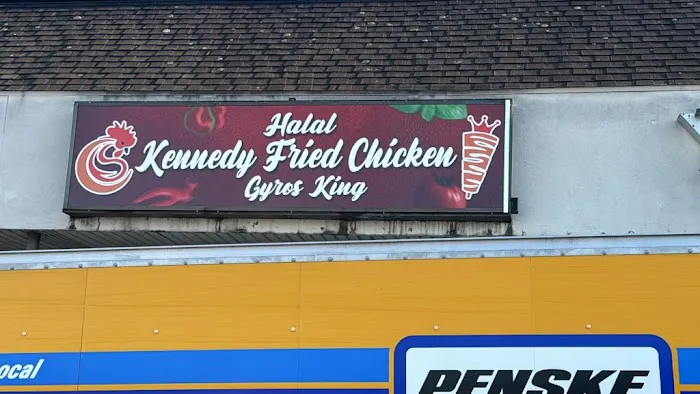 Halal
Kennedy Fried Chicken
Gyros King
ocal
PENSKE